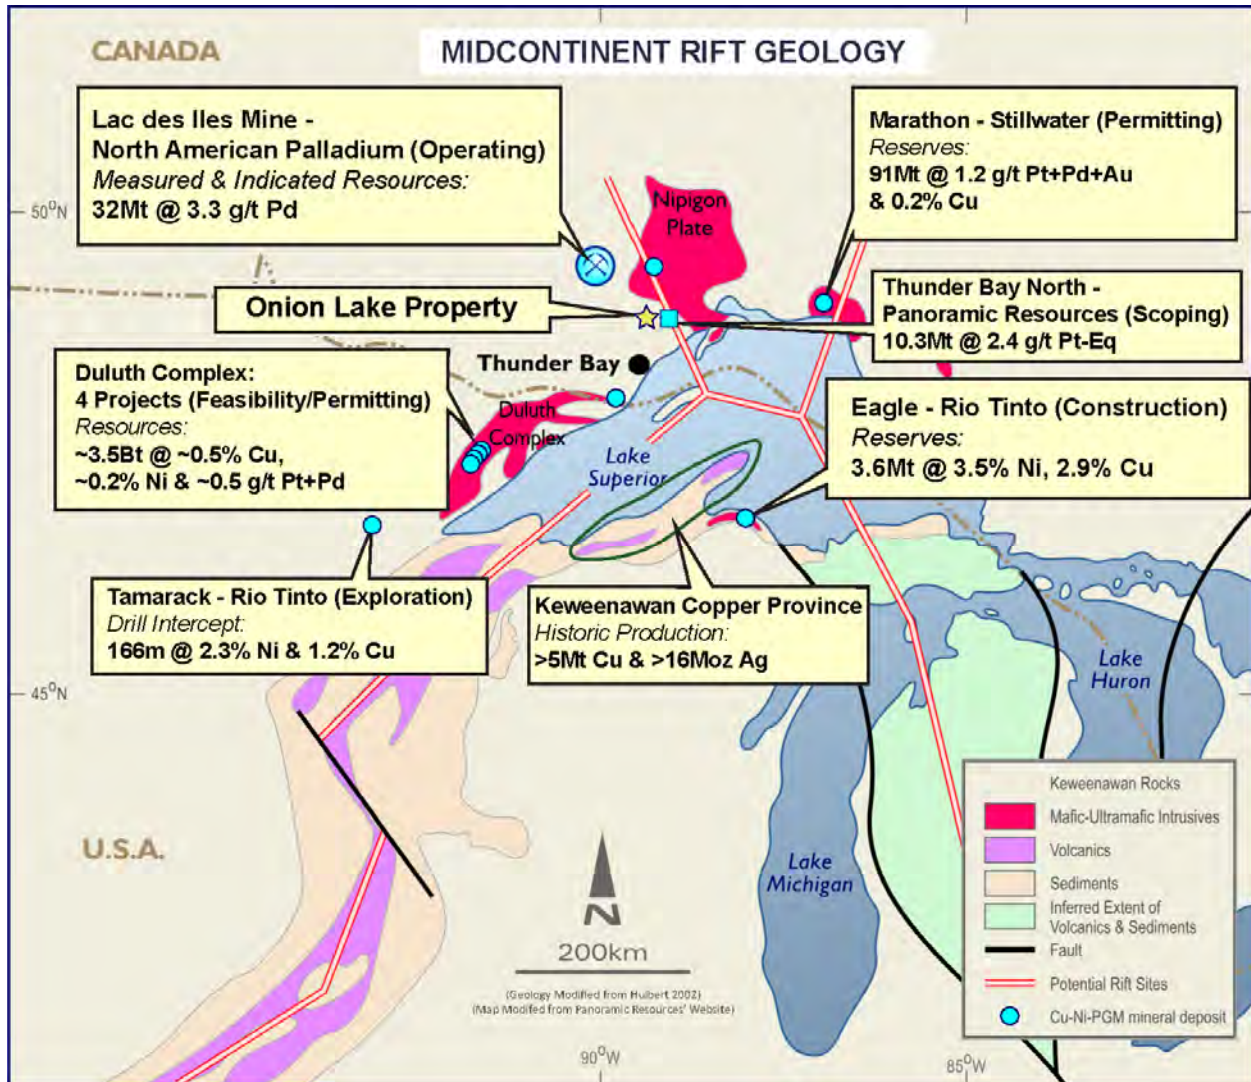 CANADA
MIDCONTINENT RIFT GEOLOGY
Lac des Iles Mine -
North American Palladium (Operating)
Measured & Indicated Resources:
32Mt @ 3.3 g/t Pd
Marathon - Stillwater (Permitting)
Reserves:
91Mt @ 1.2 g/t Pt+Pd+Au
& 0.2% Cu
50°N
Nipigon
Plate
Onion Lake Property
Thunder Bay North -
Panoramic Resources (Scoping)
10.3Mt @ 2.4 g/t Pt-Eq
Thunder Bay
Duluth Complex:
4 Projects (Feasibility/Permitting)
Resources:
~3.5Bt @ ~0.5% Cu,
~0.2% Ni & ~0.5 g/t Pt+Pd
Duluth
Complex
Lake
Superior
Eagle - Rio Tinto (Construction)
Reserves:
3.6Mt @ 3.5% Ni, 2.9% Cu
Tamarack - Rio Tinto (Exploration)
Drill Intercept:
166m @ 2.3% Ni & 1.2% Cu
Keweenawan Copper Province
Historic Production:
>5Mt Cu & >16Moz Ag
Lake
Huron
45°N
U.S.A.
Lake
Michigan
N
200km
(Geology Modified from Hulbert 2002)
(Map Modifed from Panoramic Resources' Website)
Keweenawan Rocks
Mafic-Ultramafic Intrusives
Volcanics
Sediments
Inferred Extent of
Volcanics & Sediments
Fault
Potential Rift Sites
Cu-Ni-PGM mineral deposit
90°W
85°W